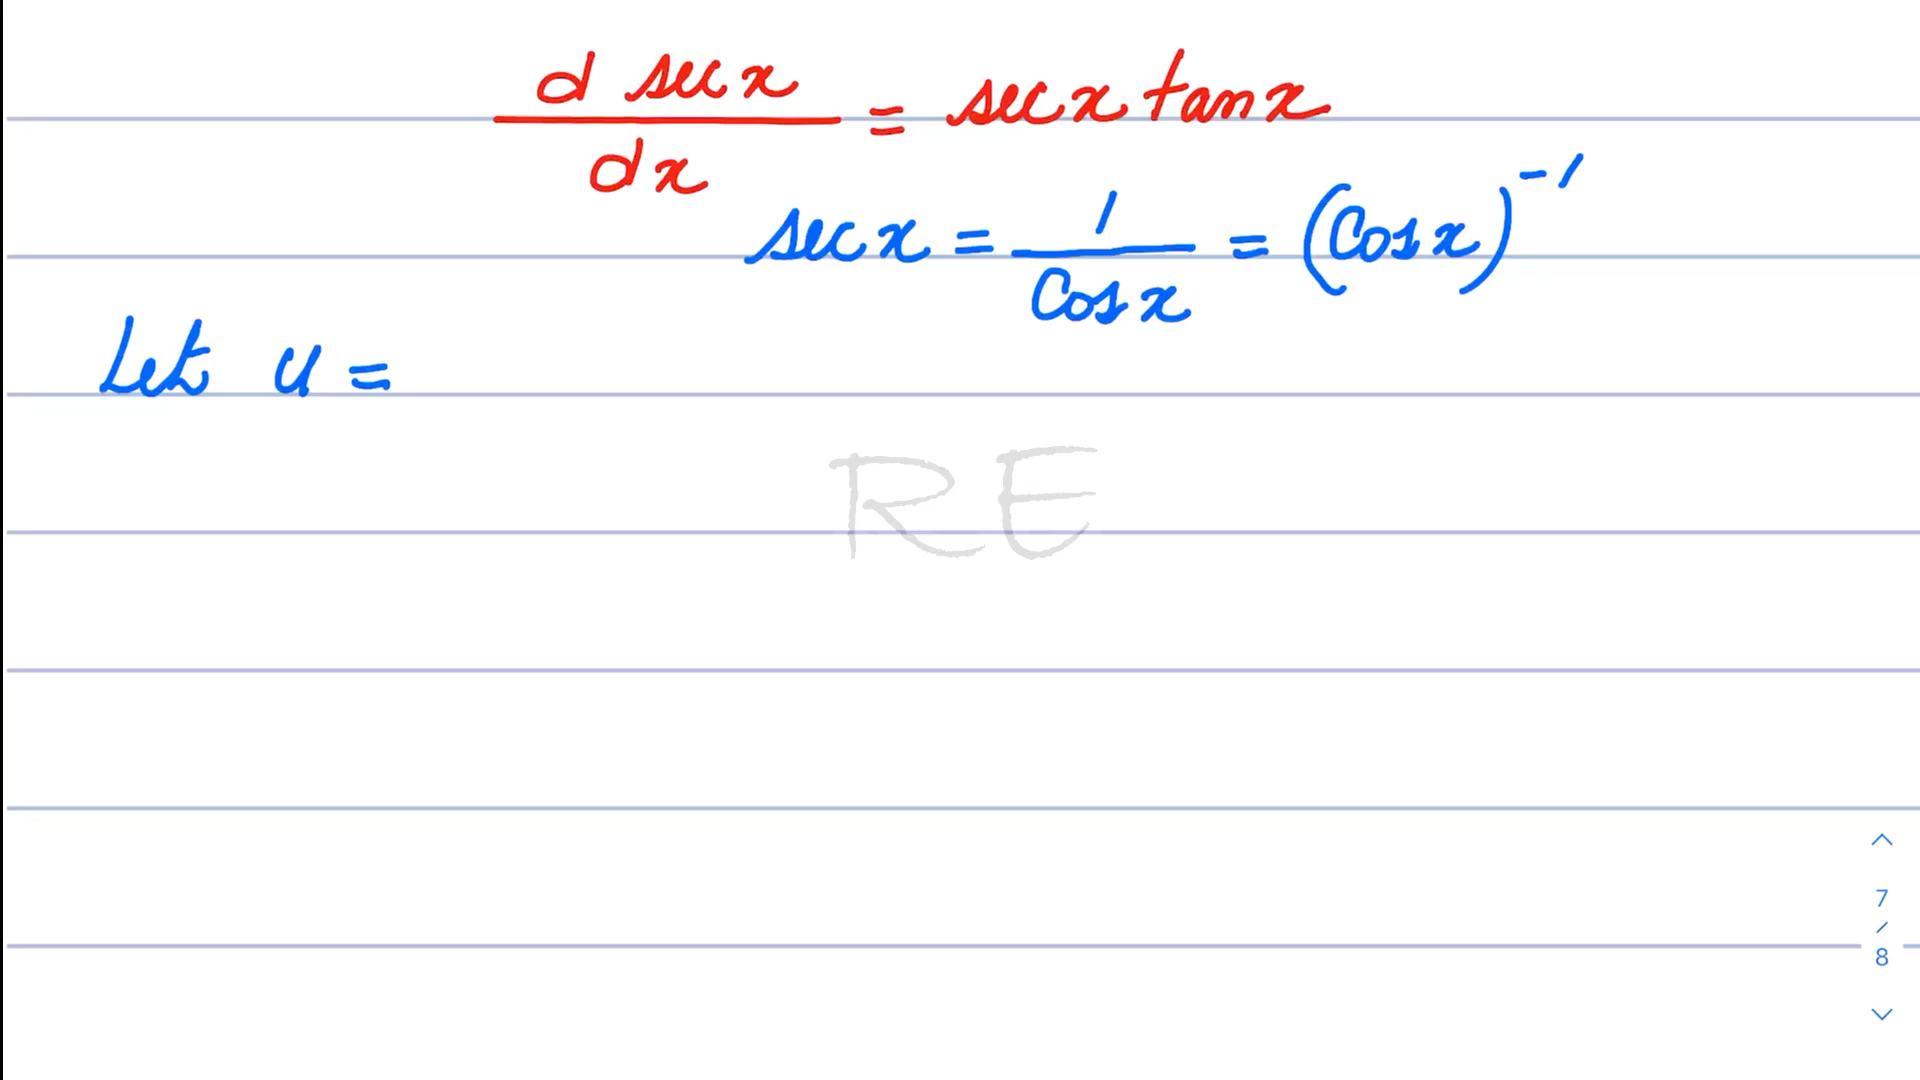 d sec x / dx = sec x tan x
sec x = 1 / Cos x = (Cos x)^-1
Let u =
RE
7 / 8